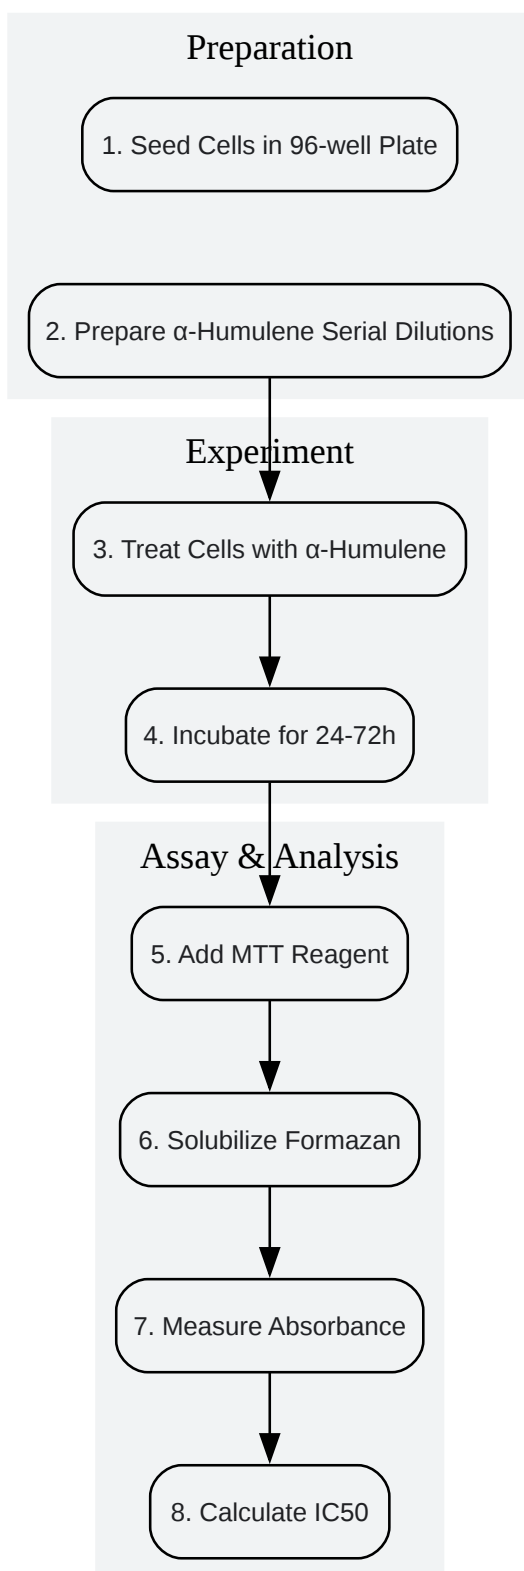 Preparation
1. Seed Cells in 96-well Plate
2. Prepare α-Humulene Serial Dilutions
Experiment
3. Treat Cells with α-Humulene
4. Incubate for 24-72h
Assay & Analysis
5. Add MTT Reagent
6. Solubilize Formazan
7. Measure Absorbance
8. Calculate IC50